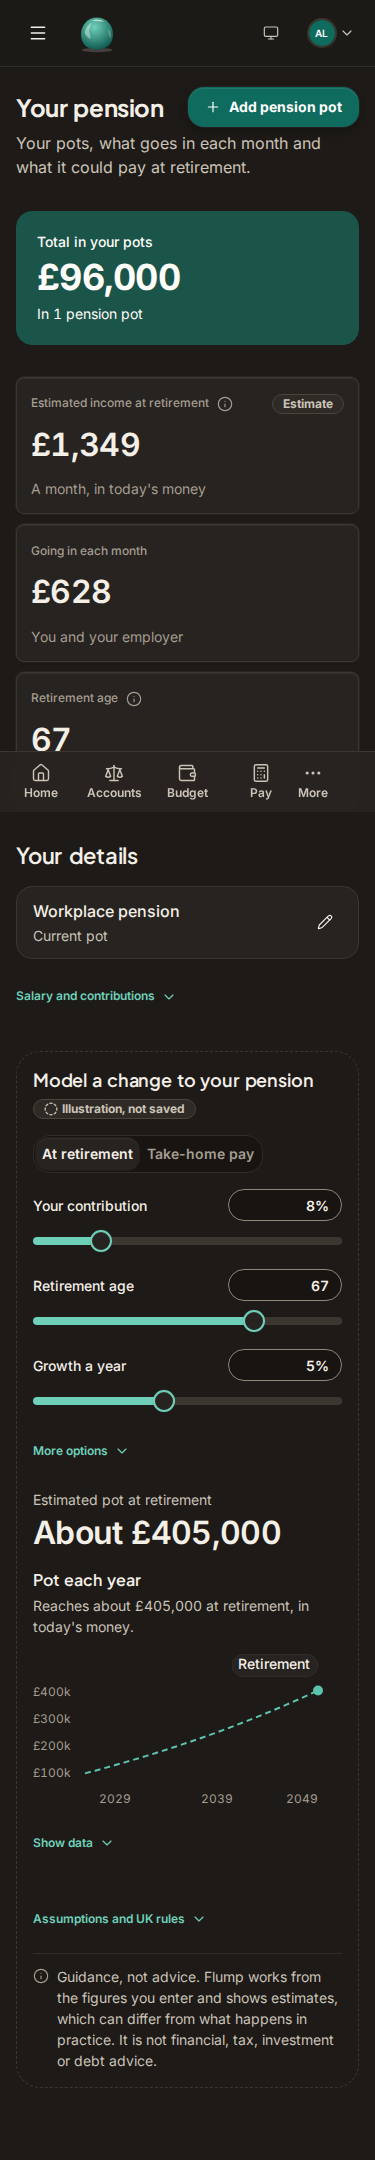 AL
Your pension
Add pension pot
Your pots, what goes in each month and
what it could pay at retirement.
Total in your pots
£96,000
In 1 pension pot
Estimated income at retirement
Estimate
£1,349
A month, in today's money
Going in each month
£628
You and your employer
Retirement age
67
Home
Accounts
Budget
Pay
More
Your details
Workplace pension
Current pot
Salary and contributions
Model a change to your pension
Illustration, not saved
At retirement
Take-home pay
Your contribution
8%
Retirement age
67
Growth a year
5%
More options
Estimated pot at retirement
About £405,000
Pot each year
Reaches about £405,000 at retirement, in
today's money.
Retirement
£400k
£300k
£200k
£100k
2029
2039
2049
Show data
Assumptions and UK rules
Guidance, not advice. Flump works from
the figures you enter and shows estimates,
which can differ from what happens in
practice. It is not financial, tax, investment
or debt advice.